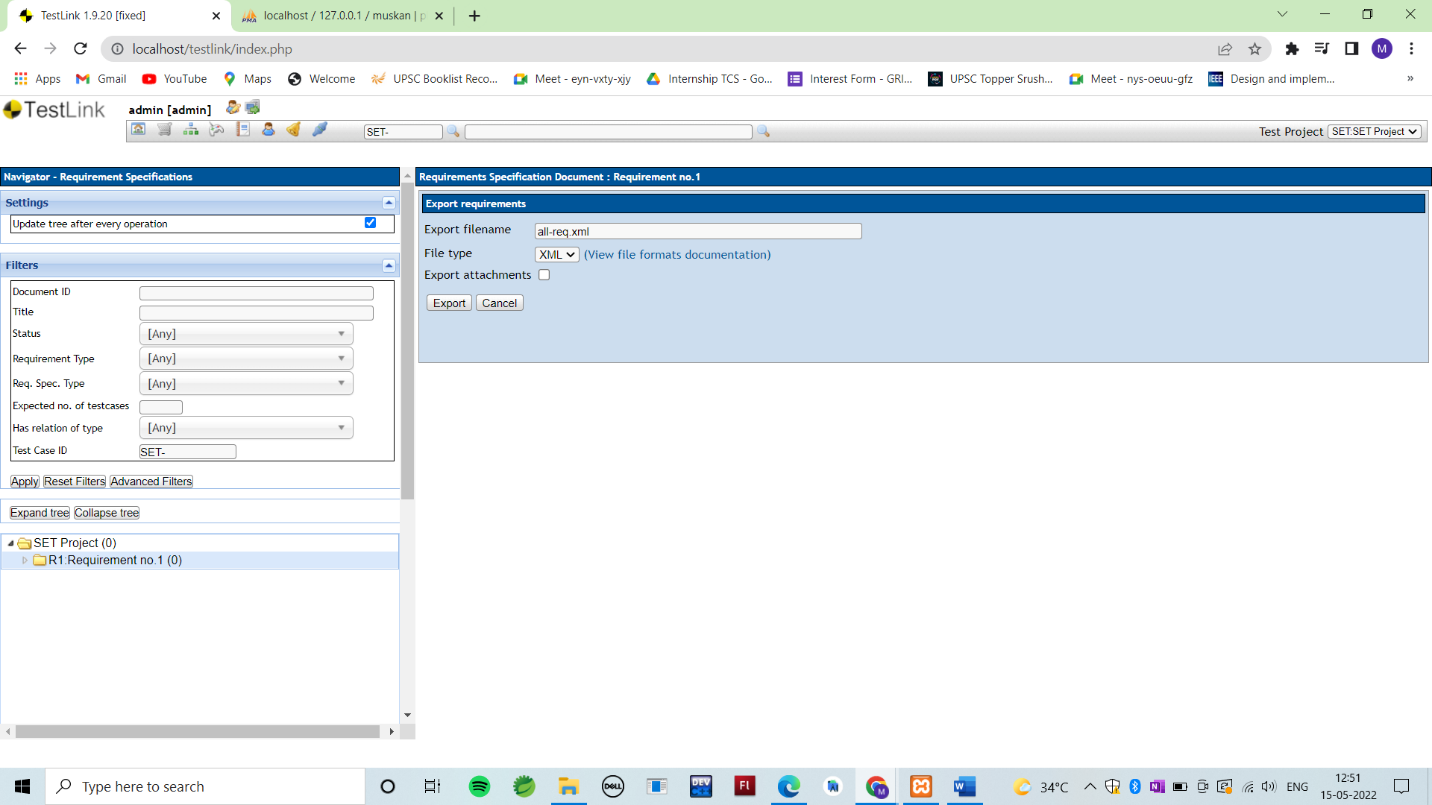 TestLink 1.9.20 [fixed]
localhost / 127.0.0.1 / muskan |
localhost/testlink/index.php
M
Apps
Gmail
YouTube
Maps
Welcome
UPSC Booklist Reco...
Meet - eyn-vxty-xjy
Internship TCS - Go...
Interest Form - GRI...
UPSC Topper Srush...
Meet - nys-oeuu-gfz
IEEE
Design and implem...
»
TestLink
admin [admin]
SET-
Test Project
SET:SET Project
Navigator - Requirement Specifications
Settings
Update tree after every operation
Filters
Document ID
Title
Status
[Any]
Requirement Type
[Any]
Req. Spec. Type
[Any]
Expected no. of testcases
Has relation of type
[Any]
Test Case ID
SET-
Apply
Reset Filters
Advanced Filters
Expand tree
Collapse tree
SET Project (0)
R1:Requirement no.1 (0)
Requirements Specification Document : Requirement no.1
Export requirements
Export filename
all-req.xml
File type
XML
(View file formats documentation)
Export attachments
Export
Cancel
Type here to search
DELL
DEV
Fl
M
W
34°C
N
ENG
12:51
15-05-2022